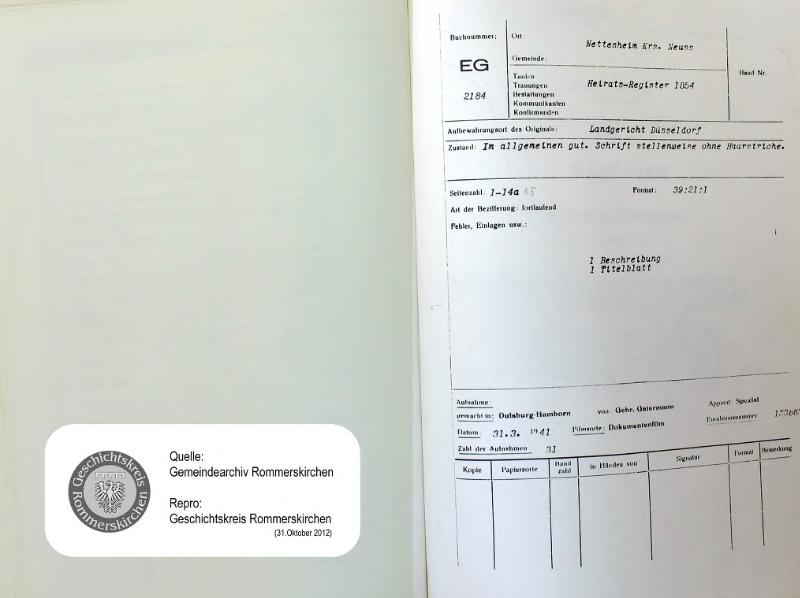 Buchnummer:
EG
2184
Ort:
Nettesheim Krs. Neuss
Gemeinde:
Taufen
Trauungen
Bestattungen
Kommunikanten
Konfirmanden
Heirats-Register 1854
Band Nr.
Aufbewahrungsort des Originals: Landgericht Düsseldorf
Zustand: Im allgemeinen gut. Schrift stellenweise ohne Haarstriche.
Seitenzahl: 1-14a 15 Format: 39:21:1
Art der Bezifferung: fortlaufend
Fehler, Einlagen usw.:
1 Beschreibung
1 Titelblatt
Aufnahme:
gemacht in: Duisburg-Hamborn von: Gebr. Gatermann Apparat: Spezial
Datum: 31.3. 1941 Filmsorte: Dokumentenfilm Emulsionsnummer
Zahl der Aufnahmen 31
Kopie Papiersorte Band zahl in Händen von Signatur Format Bemerkung
Geschichtskreis
Rommerskirchen
Quelle:
Gemeindearchiv Rommerskirchen
Repro:
Geschichtskreis Rommerskirchen
(31.Oktober 2012)